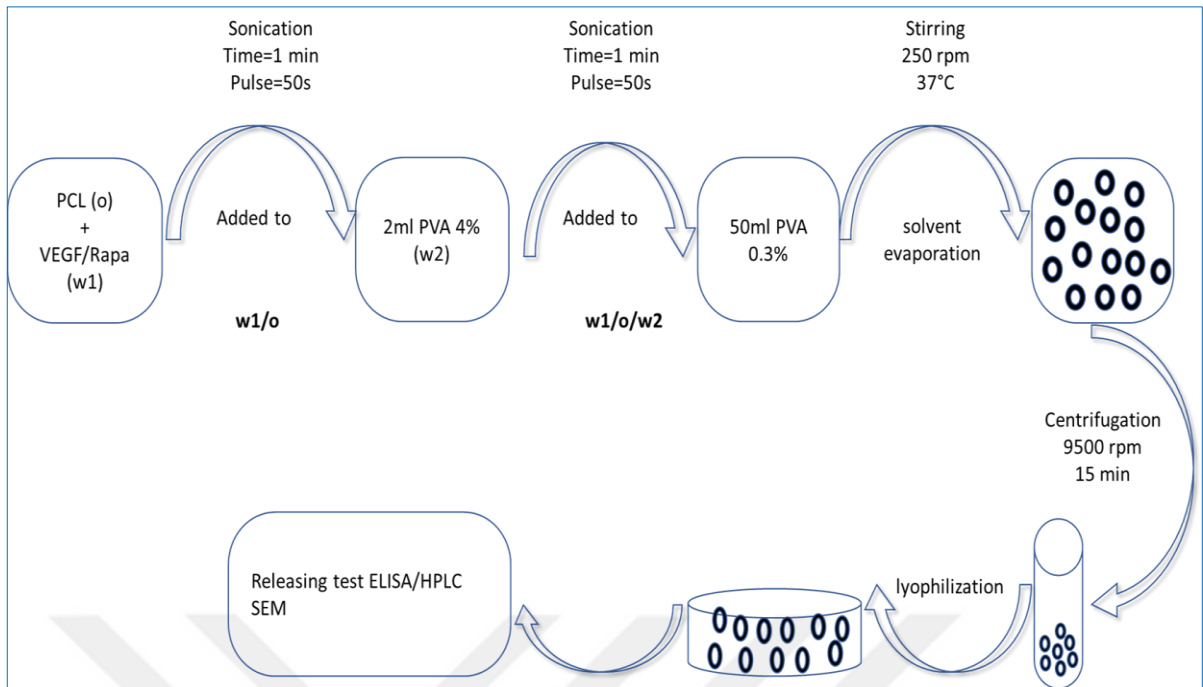 Sonication
Time=1 min
Pulse=50s
Sonication
Time=1 min
Pulse=50s
Stirring
250 rpm
37°C
PCL (o)
+
VEGF/Rapa
(w1)
Added to
w1/o
2ml PVA 4%
(w2)
Added to
w1/o/w2
50ml PVA
0.3%
solvent
evaporation
Centrifugation
9500 rpm
15 min
lyophilization
Releasing test ELISA/HPLC
SEM